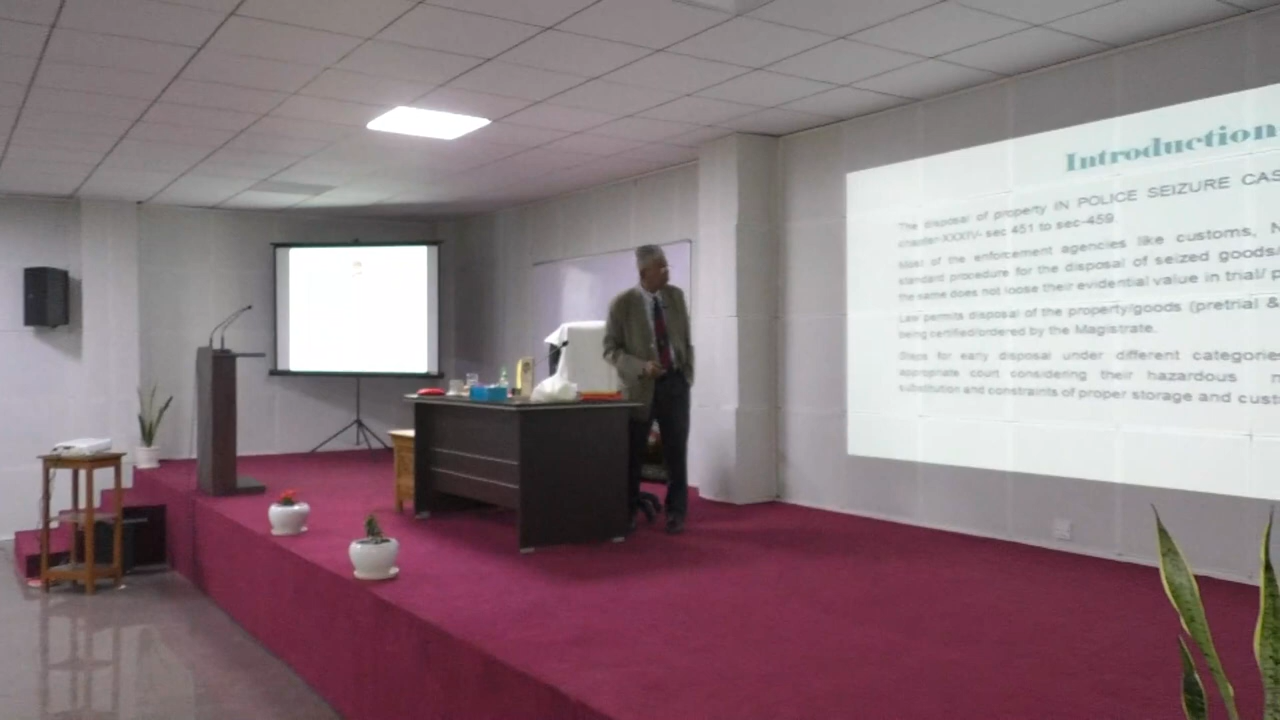 Introduction
The disposal of property IN POLICE SEIZURE CAS
chapter-XXXIV- sec 451 to sec-459.
Most of the enforcement agencies like customs, N
standard procedure for the disposal of seized goods/
the same does not loose their evidential value in trial/ p
Law permits disposal of the property/goods (pretrial &
being certified/ordered by the Magistrate.
Steps for early disposal under different categorie
appropriate court considering their hazardous n
substitution and constraints of proper storage and cust